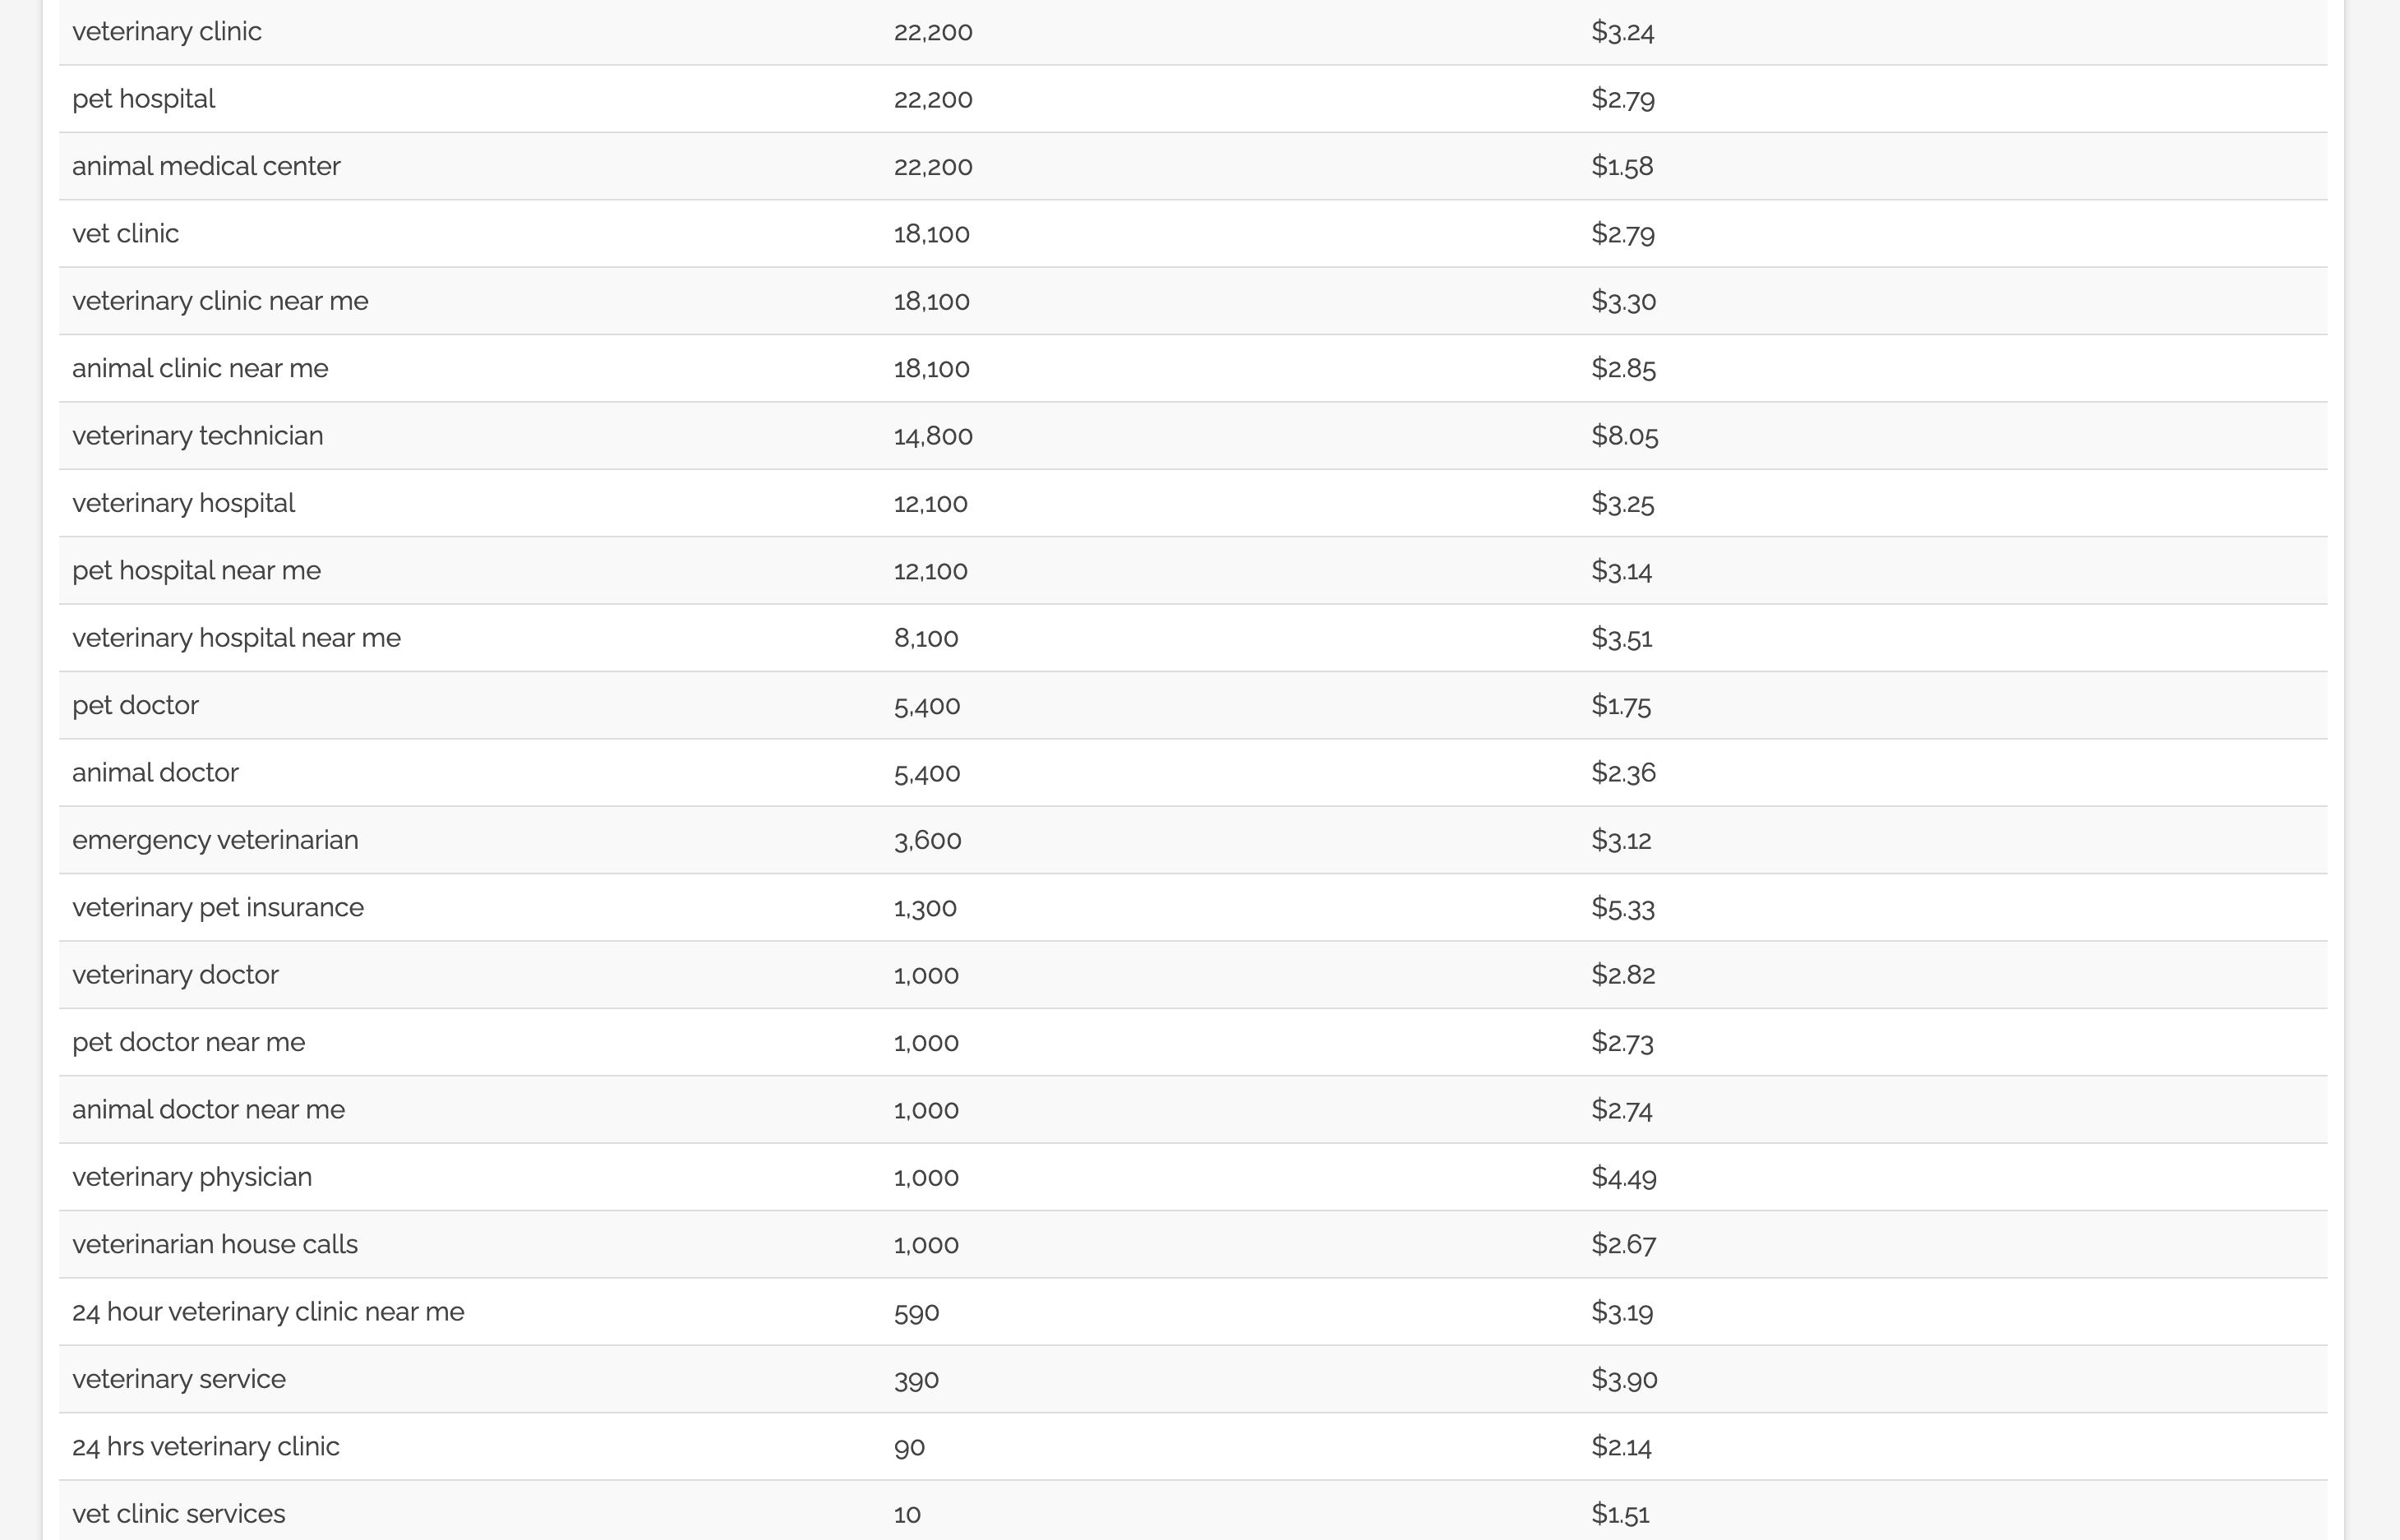 veterinary clinic 22,200 $3.24
pet hospital 22,200 $2.79
animal medical center 22,200 $1.58
vet clinic 18,100 $2.79
veterinary clinic near me 18,100 $3.30
animal clinic near me 18,100 $2.85
veterinary technician 14,800 $8.05
veterinary hospital 12,100 $3.25
pet hospital near me 12,100 $3.14
veterinary hospital near me 8,100 $3.51
pet doctor 5,400 $1.75
animal doctor 5,400 $2.36
emergency veterinarian 3,600 $3.12
veterinary pet insurance 1,300 $5.33
veterinary doctor 1,000 $2.82
pet doctor near me 1,000 $2.73
animal doctor near me 1,000 $2.74
veterinary physician 1,000 $4.49
veterinarian house calls 1,000 $2.67
24 hour veterinary clinic near me 590 $3.19
veterinary service 390 $3.90
24 hrs veterinary clinic 90 $2.14
vet clinic services 10 $1.51